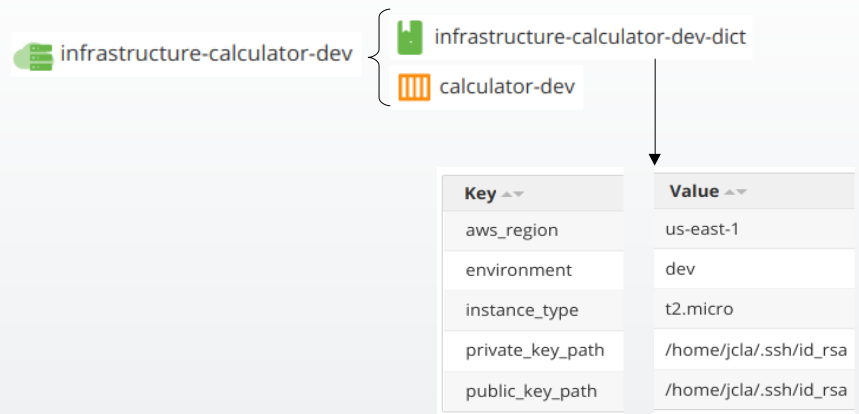 infrastructure-calculator-dev
infrastructure-calculator-dev-dict
calculator-dev
Key Value
aws_region us-east-1
environment dev
instance_type t2.micro
private_key_path /home/jcla/.ssh/id_rsa
public_key_path /home/jcla/.ssh/id_rsa